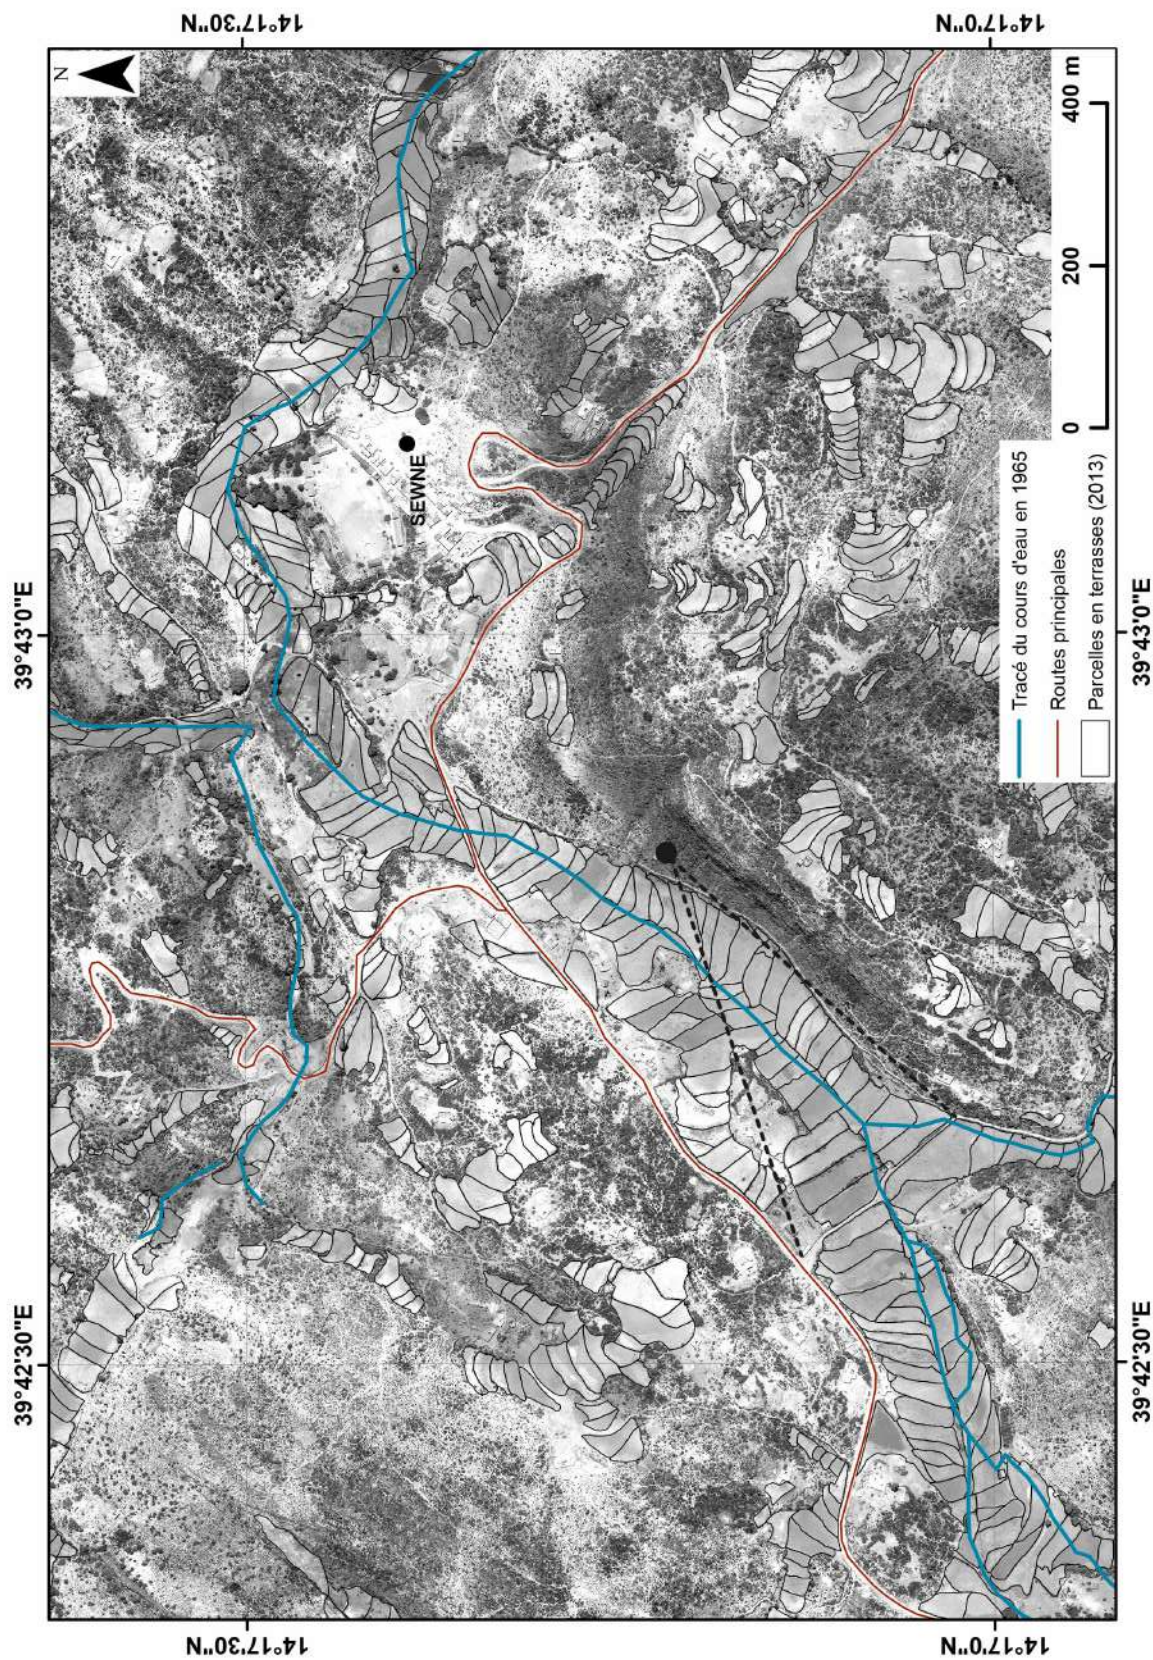 14°17'30"N
14°17'0"N
N
39°43'0"E
39°42'30"E
SEWNE
400 m
200
0
Tracé du cours d'eau en 1965
Routes principales
Parcelles en terrasses (2013)
39°43'0"E
39°42'30"E
14°17'30"N
14°17'0"N